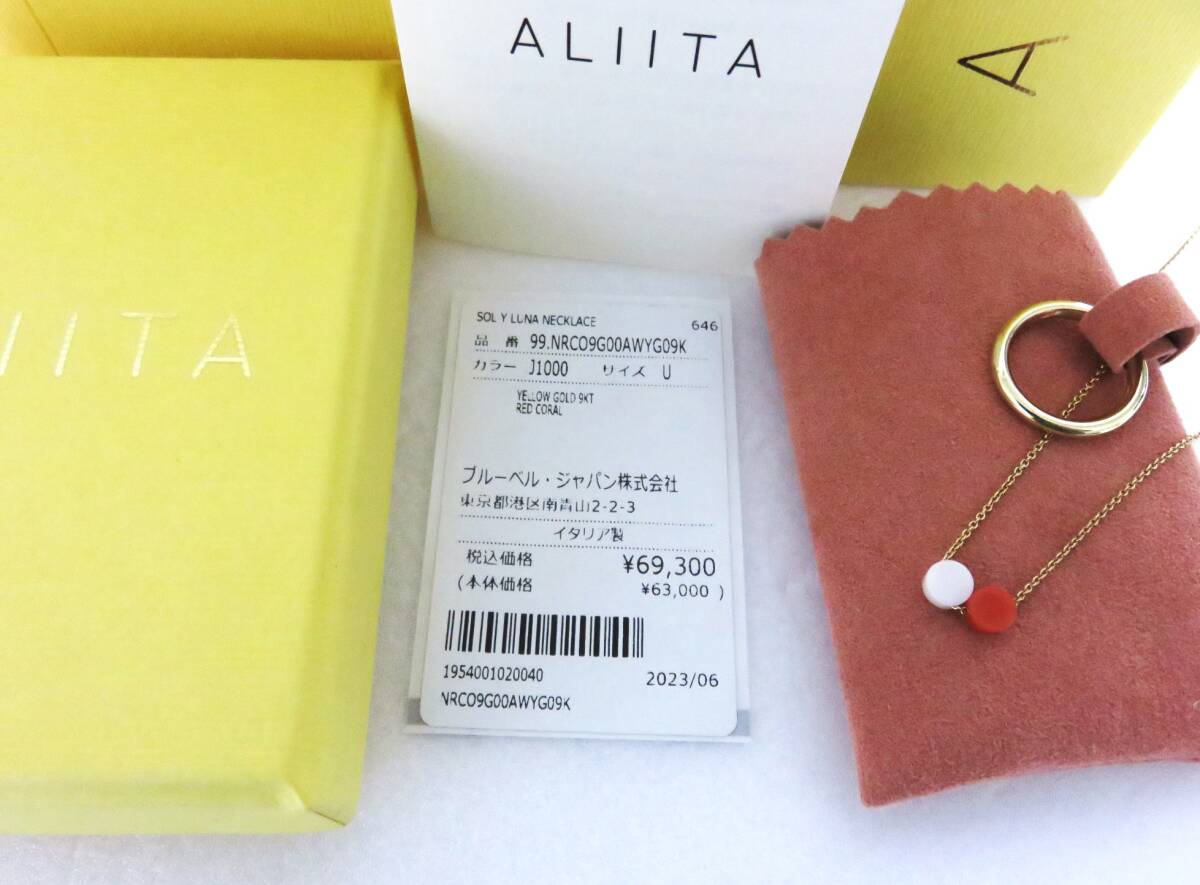 ALIITA
A
IITA
SOL Y LUNA NECKLACE 646
品 番 99.NRCO9G00AWYG09K
カラー J1000 サイズ U
YELLOW GOLD 9KT
RED CORAL
ブルーベル・ジャパン株式会社
東京都港区南青山2-2-3
イタリア製
税込価格 ¥69,300
(本体価格 ¥63,000 )
1954001020040 2023/06
NRCO9G00AWYG09K